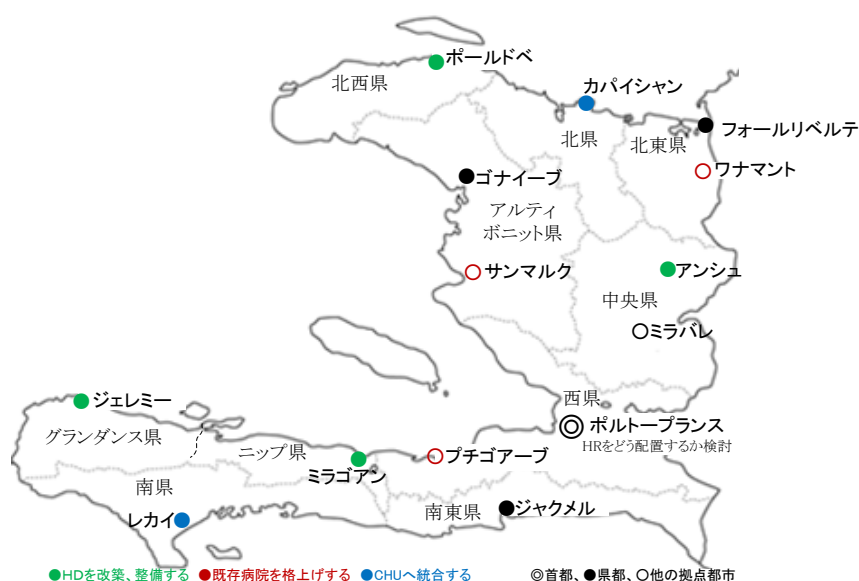 ポールドペ
北西県
カパイシャン
フォールリベルテ
北県
北東県
ワナマント
ゴナイーブ
アルティ
ボニット県
サンマルク
アンシュ
中央県
ミラバレ
ジェレミー
西県
ポルトープランス
HRをどう配置するか検討
グランダンス県
ニップ県
プチゴアーブ
ミラゴアン
南県
レカイ
南東県
ジャクメル
●HDを改築、整備する ●既存病院を格上げする ●CHUへ統合する ◎首都、●県都、○他の拠点都市